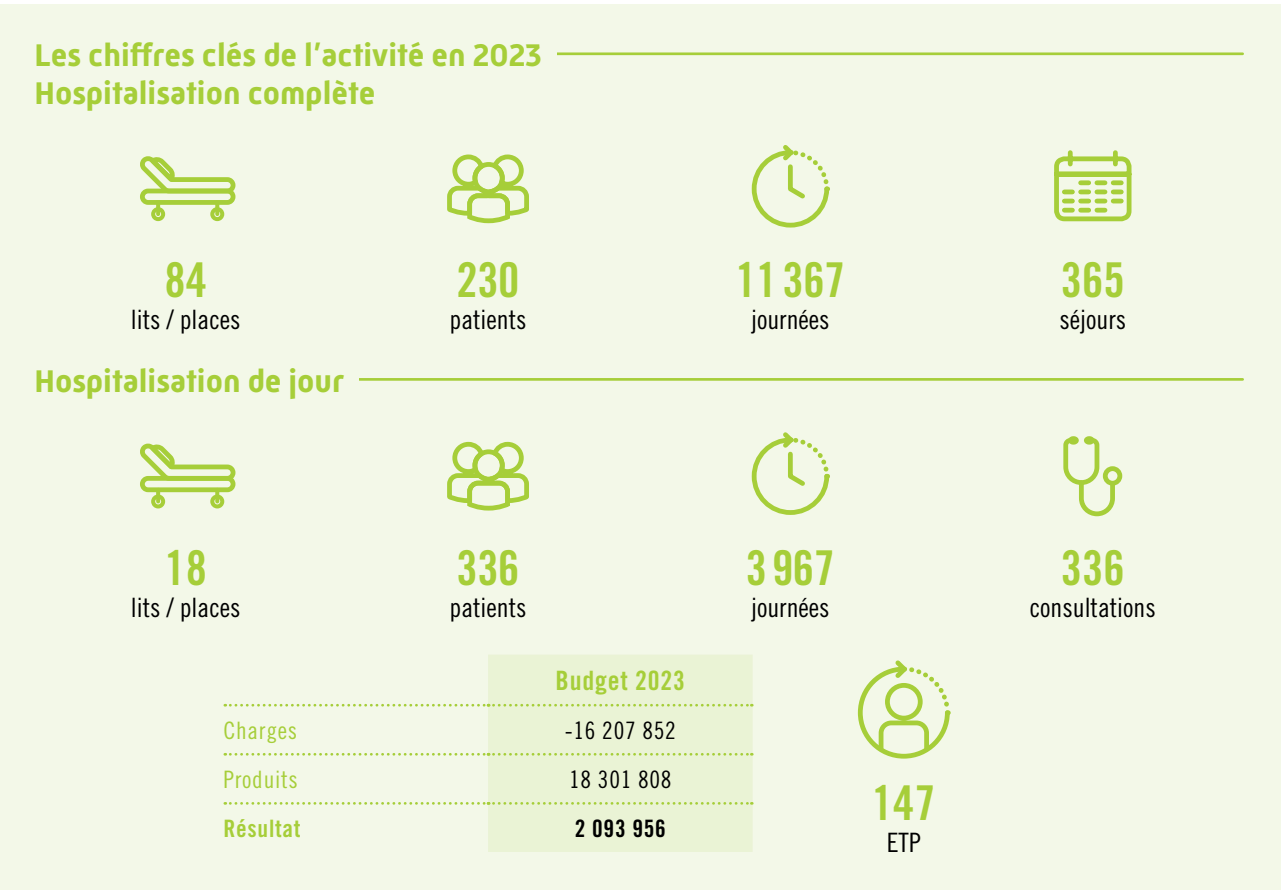 Les chiffres clés de l'activité en 2023
Hospitalisation complète
84
lits / places
230
patients
11 367
journées
365
séjours
Hospitalisation de jour
18
lits / places
336
patients
3 967
journées
336
consultations
Budget 2023
Charges -16 207 852
Produits 18 301 808
Résultat 2 093 956
147
ETP